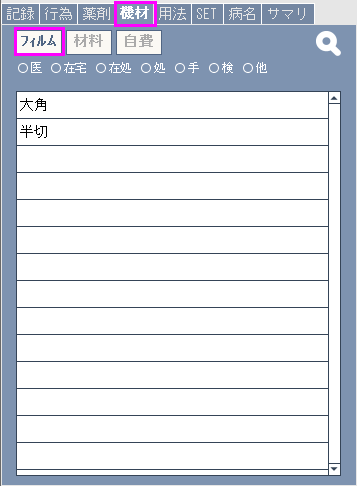 記録 行為 薬剤 機材 用法 SET 病名 サマリ
フィルム 材料 自費
○医 ○在宅 ○在処 ○処 ○手 ○検 ○他
大角
半切